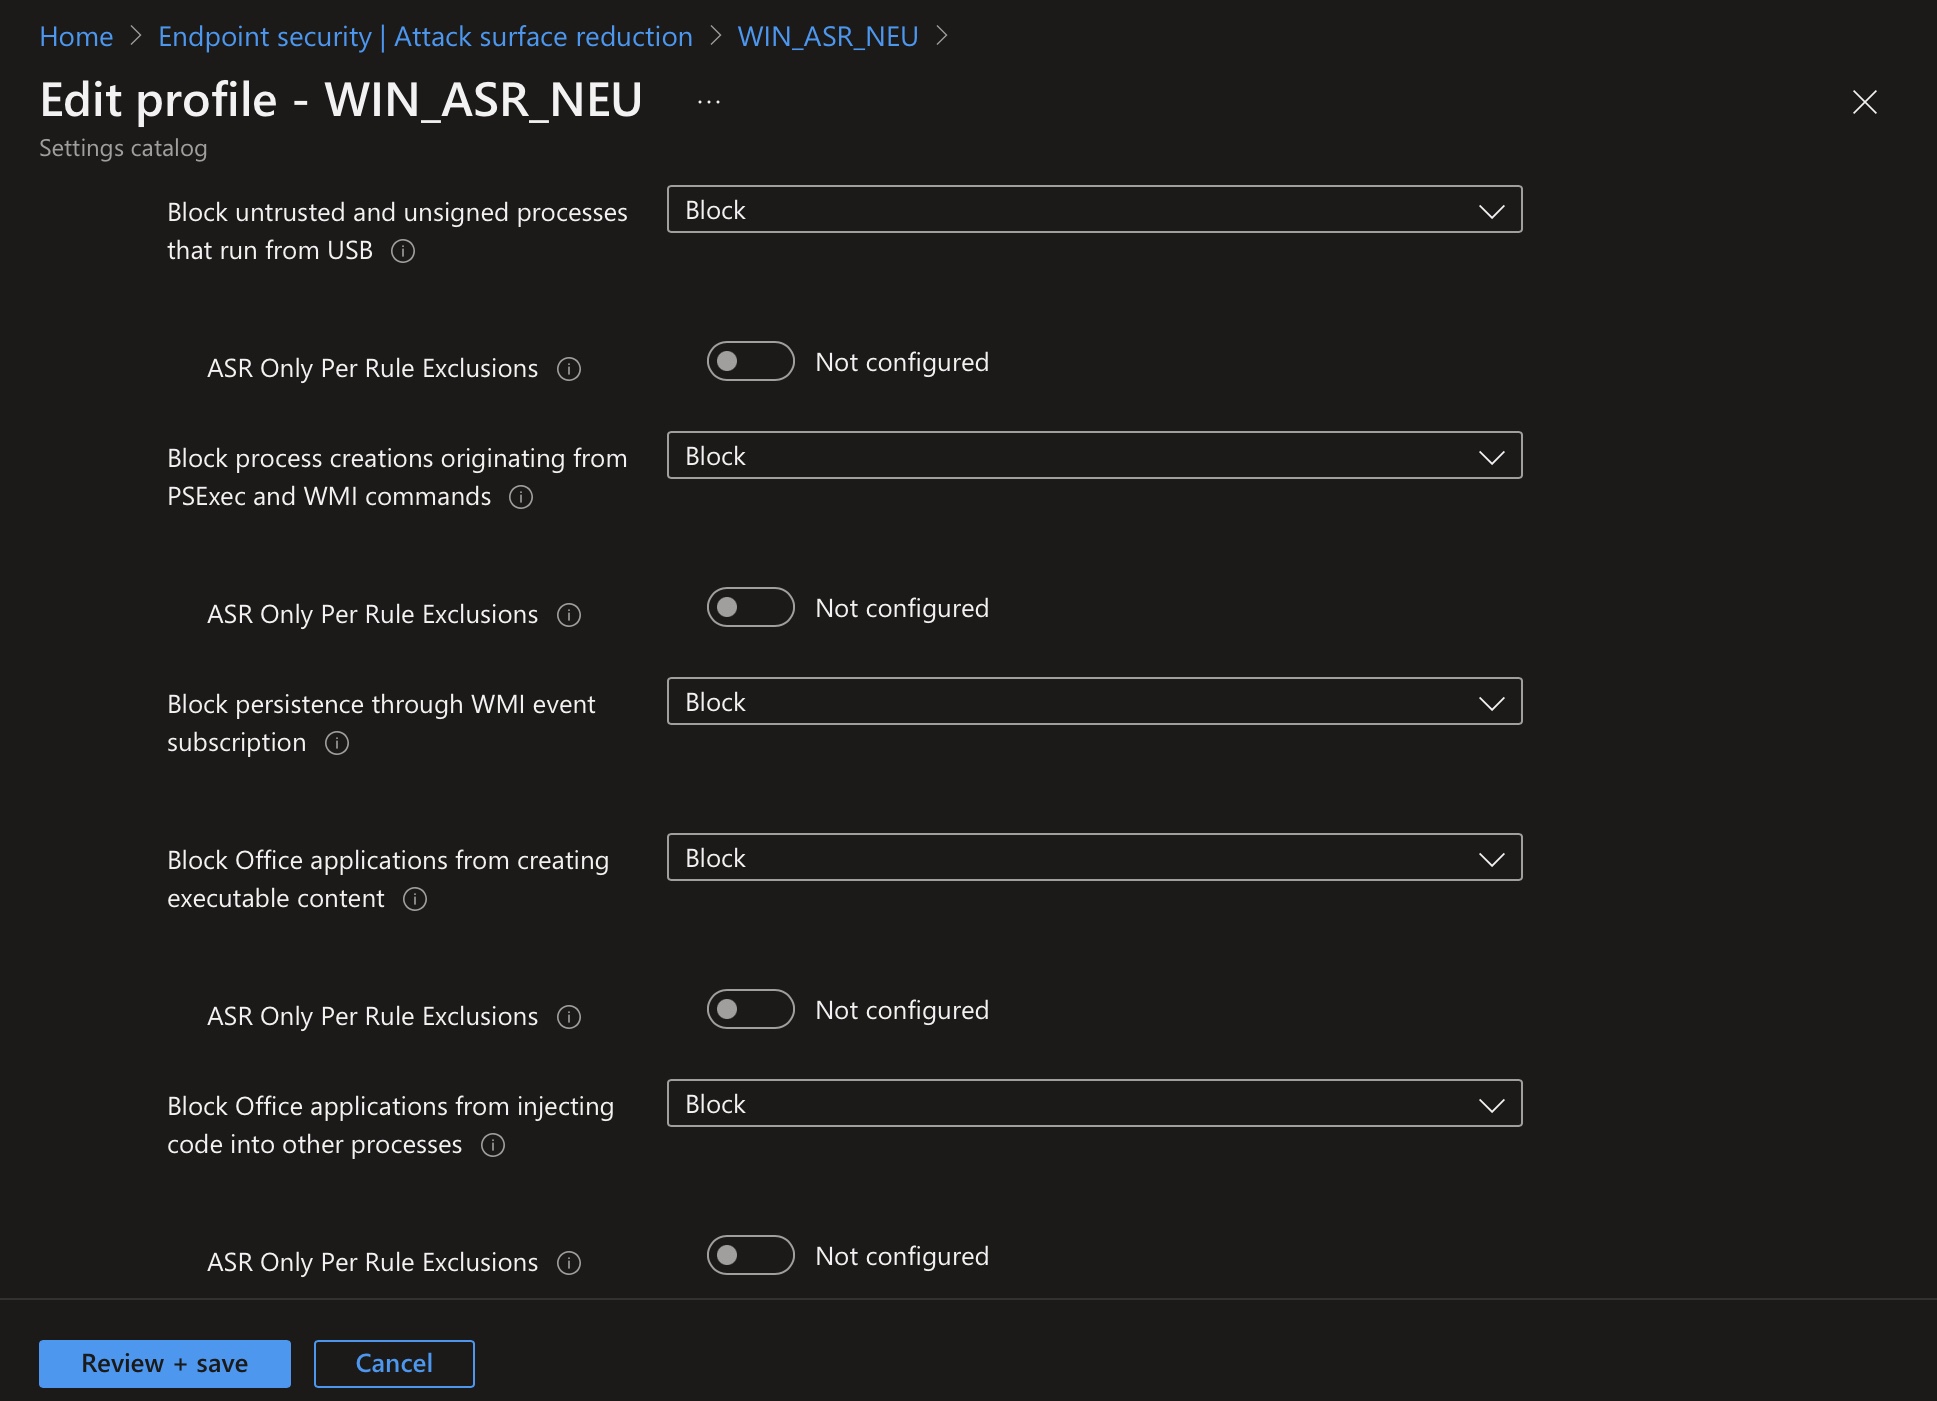 Home > Endpoint security | Attack surface reduction > WIN_ASR_NEU >
Edit profile - WIN_ASR_NEU ...
Settings catalog
Block untrusted and unsigned processes
that run from USB
Block
ASR Only Per Rule Exclusions
Not configured
Block process creations originating from
PSExec and WMI commands
Block
ASR Only Per Rule Exclusions
Not configured
Block persistence through WMI event
subscription
Block
Block Office applications from creating
executable content
Block
ASR Only Per Rule Exclusions
Not configured
Block Office applications from injecting
code into other processes
Block
ASR Only Per Rule Exclusions
Not configured
Review + save
Cancel